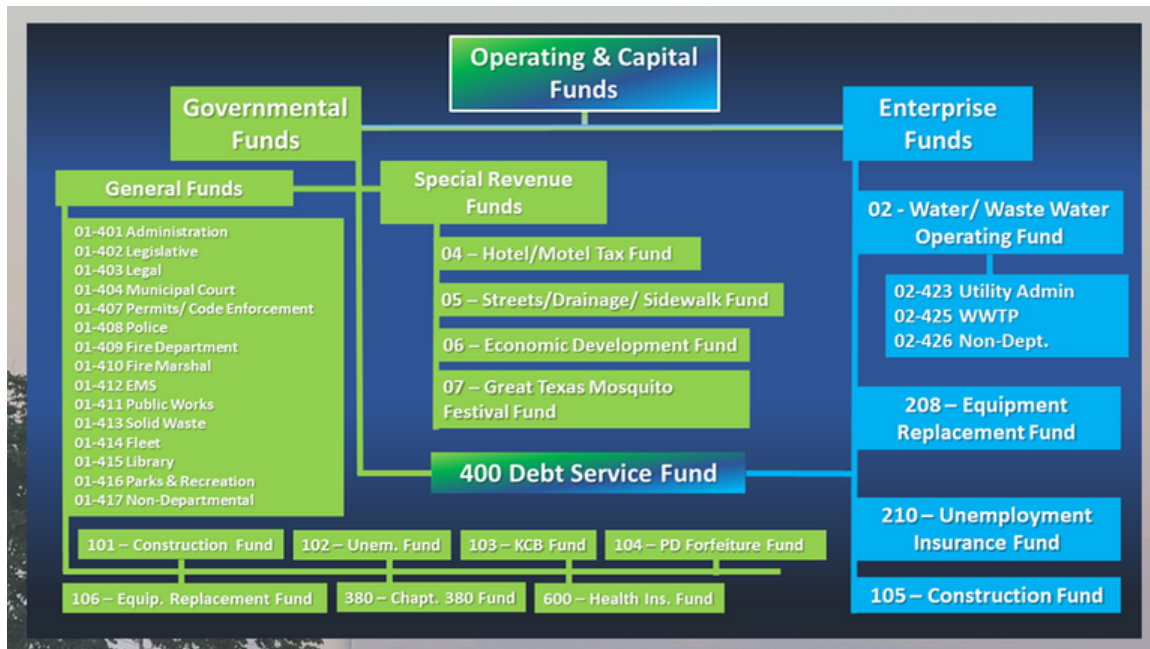 Operating & Capital
Funds
Governmental
Funds
Enterprise
Funds
General Funds
01-401 Administration
01-402 Legislative
01-403 Legal
01-404 Municipal Court
01-407 Permits/ Code Enforcement
01-408 Police
01-409 Fire Department
01-410 Fire Marshal
01-412 EMS
01-411 Public Works
01-413 Solid Waste
01-414 Fleet
01-415 Library
01-416 Parks & Recreation
01-417 Non-Departmental
Special Revenue
Funds
04 – Hotel/Motel Tax Fund
05 – Streets/Drainage/ Sidewalk Fund
06 – Economic Development Fund
07 – Great Texas Mosquito
Festival Fund
400 Debt Service Fund
02 - Water/ Waste Water
Operating Fund
02-423 Utility Admin
02-425 WWTP
02-426 Non-Dept.
208 – Equipment
Replacement Fund
210 – Unemployment
Insurance Fund
105 – Construction Fund
101 – Construction Fund
102 – Unem. Fund
103 – KCB Fund
104 – PD Forfeiture Fund
106 – Equip. Replacement Fund
380 – Chapt. 380 Fund
600 – Health Ins. Fund